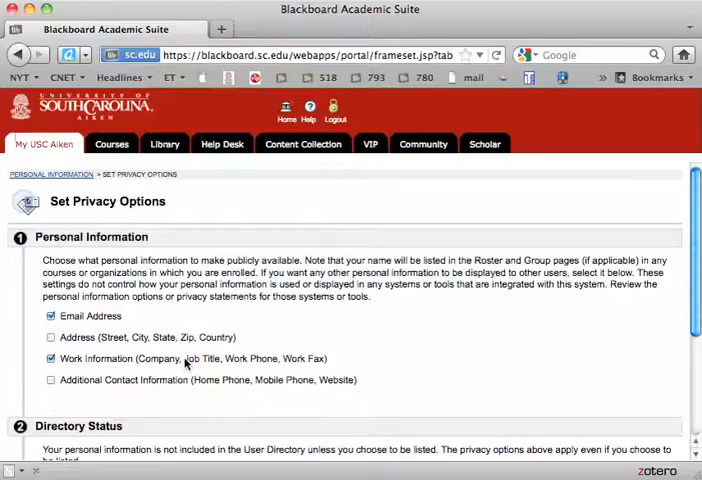 Blackboard Academic Suite
Blackboard Academic Suite
sc.edu https://blackboard.sc.edu/webapps/portal/frameset.jsp?tab Google
NYT CNET Headlines ET 518 793 780 mail » Bookmarks
UNIVERSITY OF
SOUTH CAROLINA
AIKEN
Home Help Logout
My USC Aiken Courses Library Help Desk Content Collection VIP Community Scholar
PERSONAL INFORMATION > SET PRIVACY OPTIONS
Set Privacy Options
1 Personal Information
Choose what personal information to make publicly available. Note that your name will be listed in the Roster and Group pages (if applicable) in any
courses or organizations in which you are enrolled. If you want any other personal information to be displayed to other users, select it below. These
settings do not control how your personal information is used or displayed in any systems or tools that are integrated with this system. Review the
personal information options or privacy statements for those systems or tools.
Email Address
Address (Street, City, State, Zip, Country)
Work Information (Company, Job Title, Work Phone, Work Fax)
Additional Contact Information (Home Phone, Mobile Phone, Website)
2 Directory Status
Your personal information is not included in the User Directory unless you choose to be listed. The privacy options above apply even if you choose to
be listed.
zotero